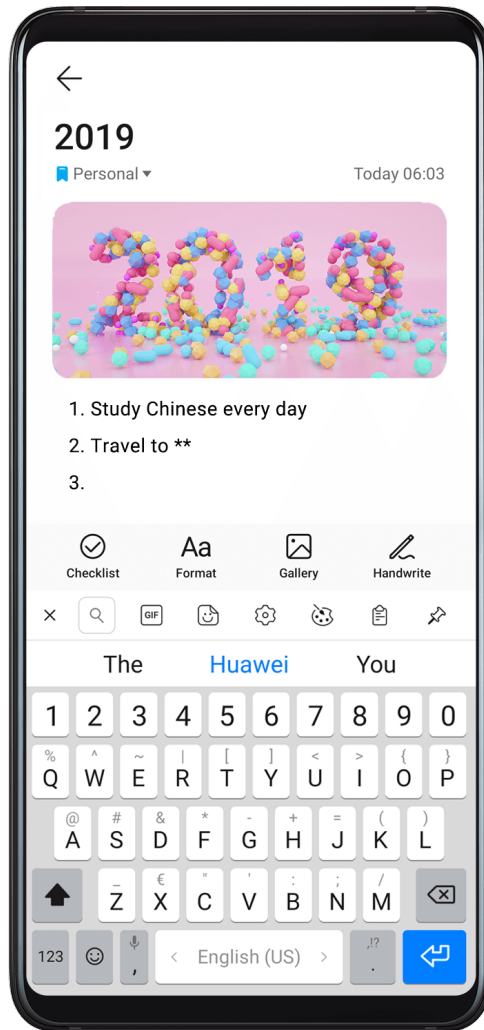 2019
Personal
Today 06:03
2019
1. Study Chinese every day
2. Travel to **
3.
Checklist Format Gallery Handwrite
GIF
The Huawei You
1 2 3 4 5 6 7 8 9 0
% ^ ~ | [ ] < > { }
Q W E R T Y U I O P
@ # & * - + = ( )
A S D F G H J K L
_ € " ' : ; /
Z X C V B N M
,!?
123 , < English (US) > .